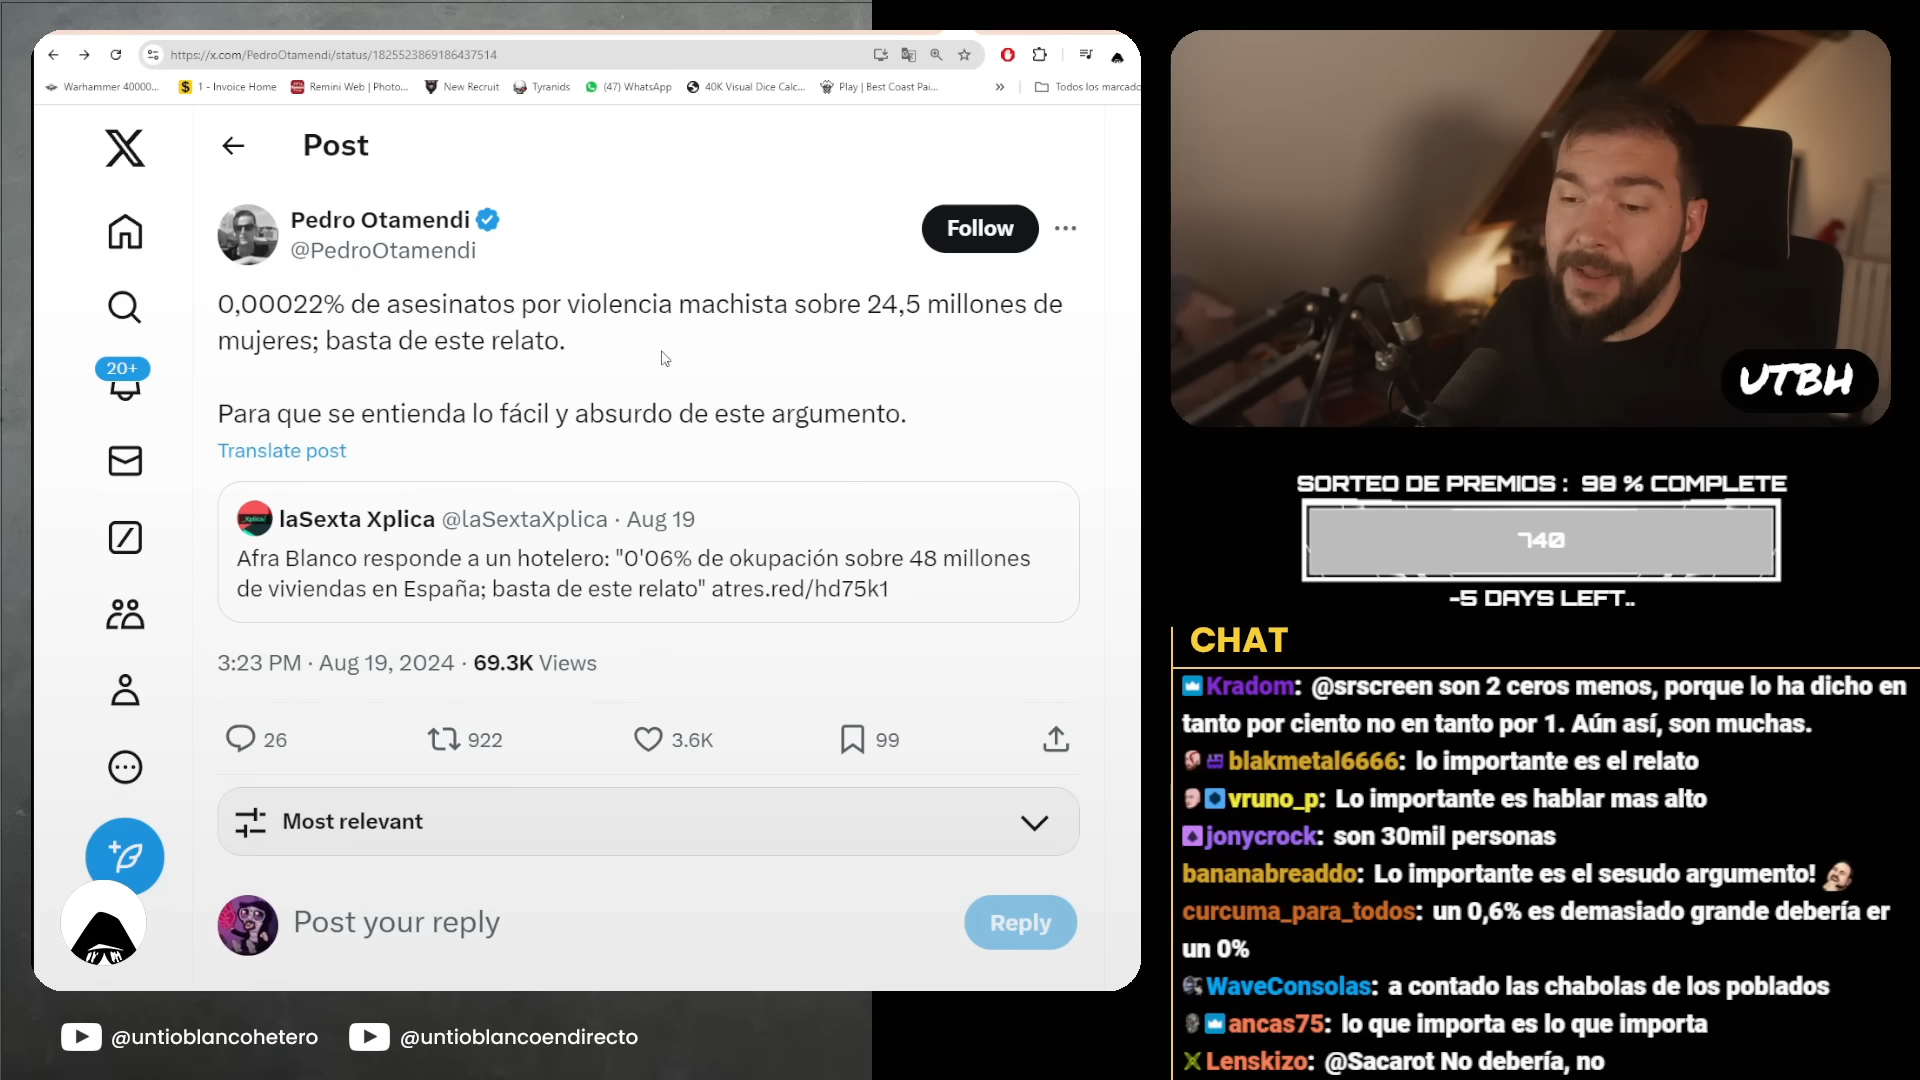 https://x.com/PedroOtamendi/status/1825523869186437514
Warhammer 40000...
1 - Invoice Home
Remini Web | Photo...
New Recruit
Tyranids
(47) WhatsApp
40K Visual Dice Calc...
Play | Best Coast Pai...
»
Todos los marcado
Post
Pedro Otamendi
@PedroOtamendi
Follow
0,00022% de asesinatos por violencia machista sobre 24,5 millones de
mujeres; basta de este relato.
Para que se entienda lo fácil y absurdo de este argumento.
Translate post
20+
laSexta Xplica @laSextaXplica · Aug 19
Afra Blanco responde a un hotelero: "0'06% de okupación sobre 48 millones
de viviendas en España; basta de este relato" atres.red/hd75k1
3:23 PM · Aug 19, 2024 · 69.3K Views
26
922
3.6K
99
Most relevant
Post your reply
Reply
@untioblancohetero
@untioblancoendirecto
UTBH
SORTEO DE PREMIOS : 98 % COMPLETE
740
-5 DAYS LEFT..
CHAT
Kradom: @srscreen son 2 ceros menos, porque lo ha dicho en
tanto por ciento no en tanto por 1. Aún así, son muchas.
blakmetal6666: lo importante es el relato
vruno_p: Lo importante es hablar mas alto
jonycrock: son 30mil personas
bananabreaddo: Lo importante es el sesudo argumento!
curcuma_para_todos: un 0,6% es demasiado grande debería er
un 0%
WaveConsolas: a contado las chabolas de los poblados
ancas75: lo que importa es lo que importa
Lenskizo: @Sacarot No debería, no